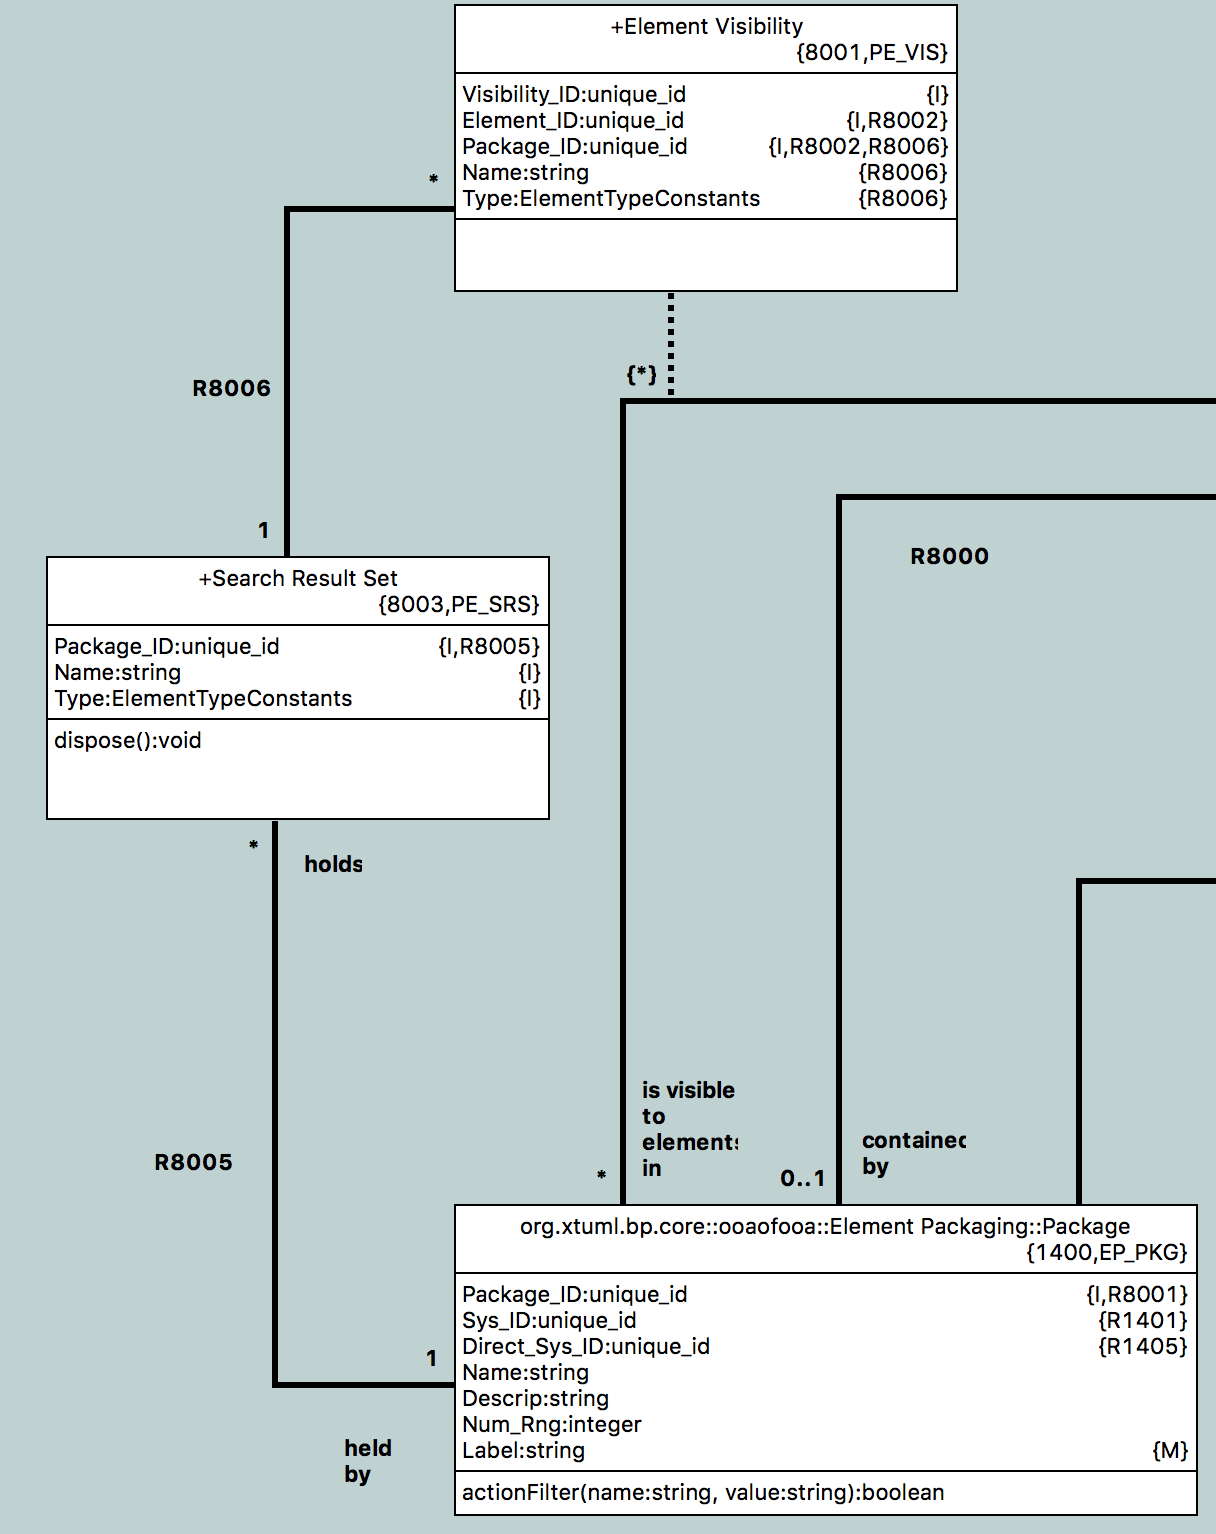 +Element Visibility
{8001,PE_VIS}
Visibility_ID:unique_id {I}
Element_ID:unique_id {I,R8002}
Package_ID:unique_id {I,R8002,R8006}
Name:string {R8006}
Type:ElementTypeConstants {R8006}
*
{*}
R8006
1
R8000
+Search Result Set
{8003,PE_SRS}
Package_ID:unique_id {I,R8005}
Name:string {I}
Type:ElementTypeConstants {I}
dispose():void
*
holds
R8005
is visible
to
elements
in
*
0..1
contained
by
org.xtuml.bp.core::ooaofooa::Element Packaging::Package
{1400,EP_PKG}
Package_ID:unique_id {I,R8001}
Sys_ID:unique_id {R1401}
Direct_Sys_ID:unique_id {R1405}
Name:string
Descrip:string
Num_Rng:integer
Label:string {M}
actionFilter(name:string, value:string):boolean
1
held
by